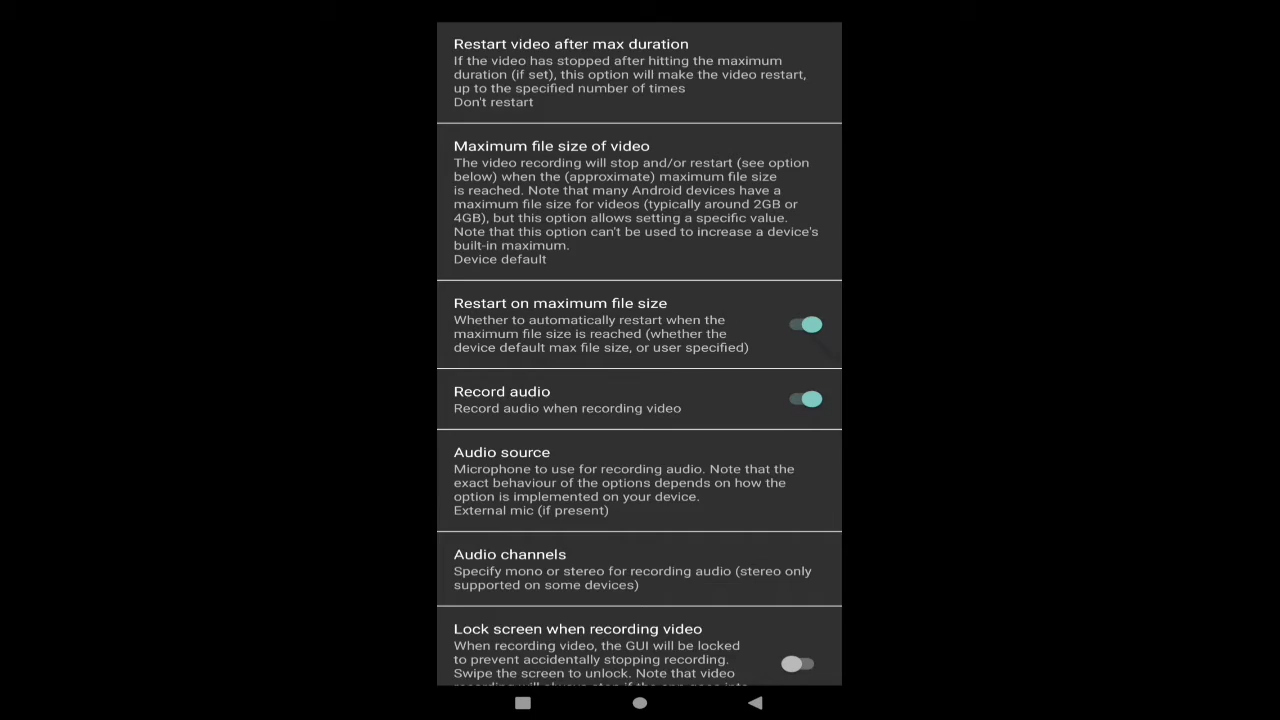 Restart video after max duration
If the video has stopped after hitting the maximum
duration (if set), this option will make the video restart,
up to the specified number of times
Don't restart
Maximum file size of video
The video recording will stop and/or restart (see option
below) when the (approximate) maximum file size
is reached. Note that many Android devices have a
maximum file size for videos (typically around 2GB or
4GB), but this option allows setting a specific value.
Note that this option can't be used to increase a device's
built-in maximum.
Device default
Restart on maximum file size
Whether to automatically restart when the
maximum file size is reached (whether the
device default max file size, or user specified)
Record audio
Record audio when recording video
Audio source
Microphone to use for recording audio. Note that the
exact behaviour of the options depends on how the
option is implemented on your device.
External mic (if present)
Audio channels
Specify mono or stereo for recording audio (stereo only
supported on some devices)
Lock screen when recording video
When recording video, the GUI will be locked
to prevent accidentally stopping recording.
Swipe the screen to unlock. Note that video